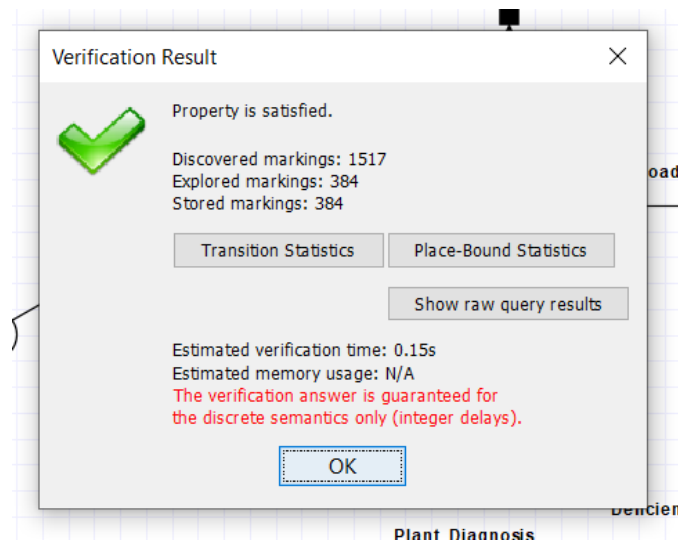 Verification Result
Property is satisfied.
Discovered markings: 1517
Explored markings: 384
Stored markings: 384
Transition Statistics
Place-Bound Statistics
Show raw query results
Estimated verification time: 0.15s
Estimated memory usage: N/A
The verification answer is guaranteed for
the discrete semantics only (integer delays).
OK
Plant Diagnosis